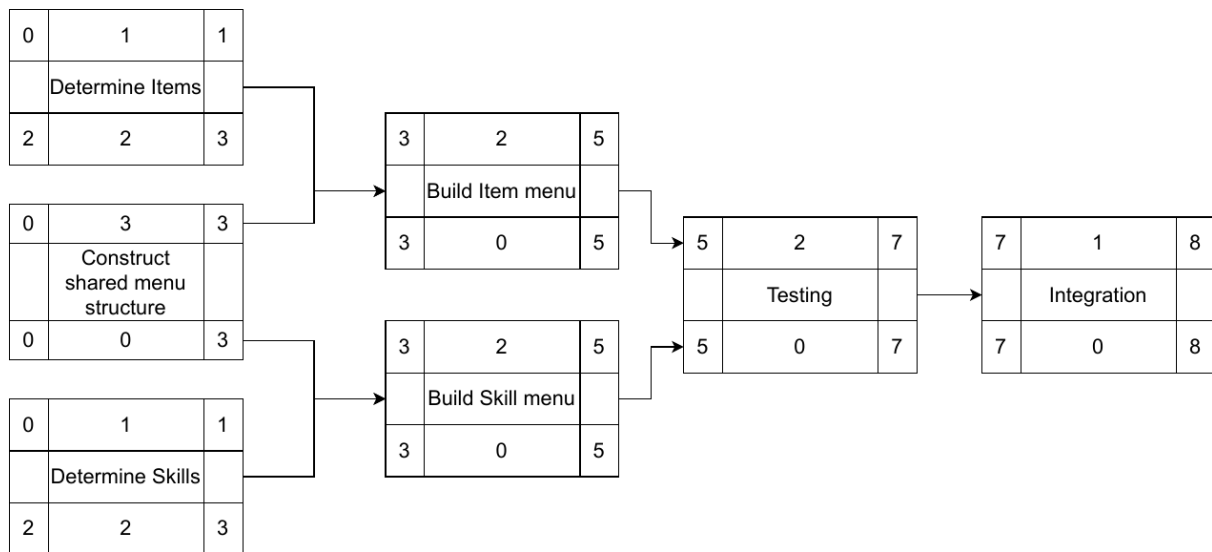 0 1 1
Determine Items
2 2 3
0 3 3
Construct
shared menu
structure
0 0 3
0 1 1
Determine Skills
2 2 3
3 2 5
Build Item menu
3 0 5
3 2 5
Build Skill menu
3 0 5
5 2 7
Testing
5 0 7
7 1 8
Integration
7 0 8